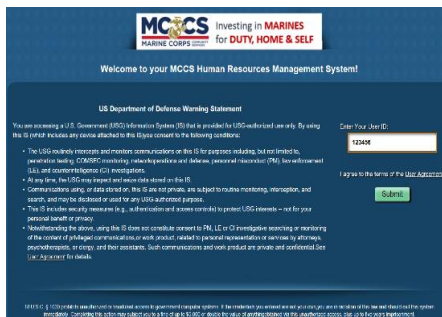 MCCS
MARINE CORPS COMMUNITY SERVICES
Investing in MARINES
for DUTY, HOME & SELF
Welcome to your MCCS Human Resources Management System!
US Department of Defense Warning Statement
You are accessing a U.S. Government (USG) Information System (IS) that is provided for USG-authorized use only. By using
this IS (which includes any device attached to this IS) you consent to the following conditions:
• The USG routinely intercepts and monitors communications on this IS for purposes including, but not limited to,
penetration testing, COMSEC monitoring, network operations and defense, personnel misconduct (PM), law enforcement
(LE), and counterintelligence (CI) investigations.
• At any time, the USG may inspect and seize data stored on this IS.
• Communications using, or data stored on, this IS are not private, are subject to routine monitoring, interception, and
search, and may be disclosed or used for any USG-authorized purpose.
• This IS includes security measures (e.g., authentication and access controls) to protect USG interests – not for your
personal benefit or privacy.
• Notwithstanding the above, using this IS does not constitute consent to PM, LE or CI investigative searching or monitoring
of the content of privileged communications, or work product, related to personal representation or services by attorneys,
psychotherapists, or clergy, and their assistants. Such communications and work product are private and confidential. See
User Agreement for details.
Enter Your User ID:
123456
I agree to the terms of the User Agreement
Submit